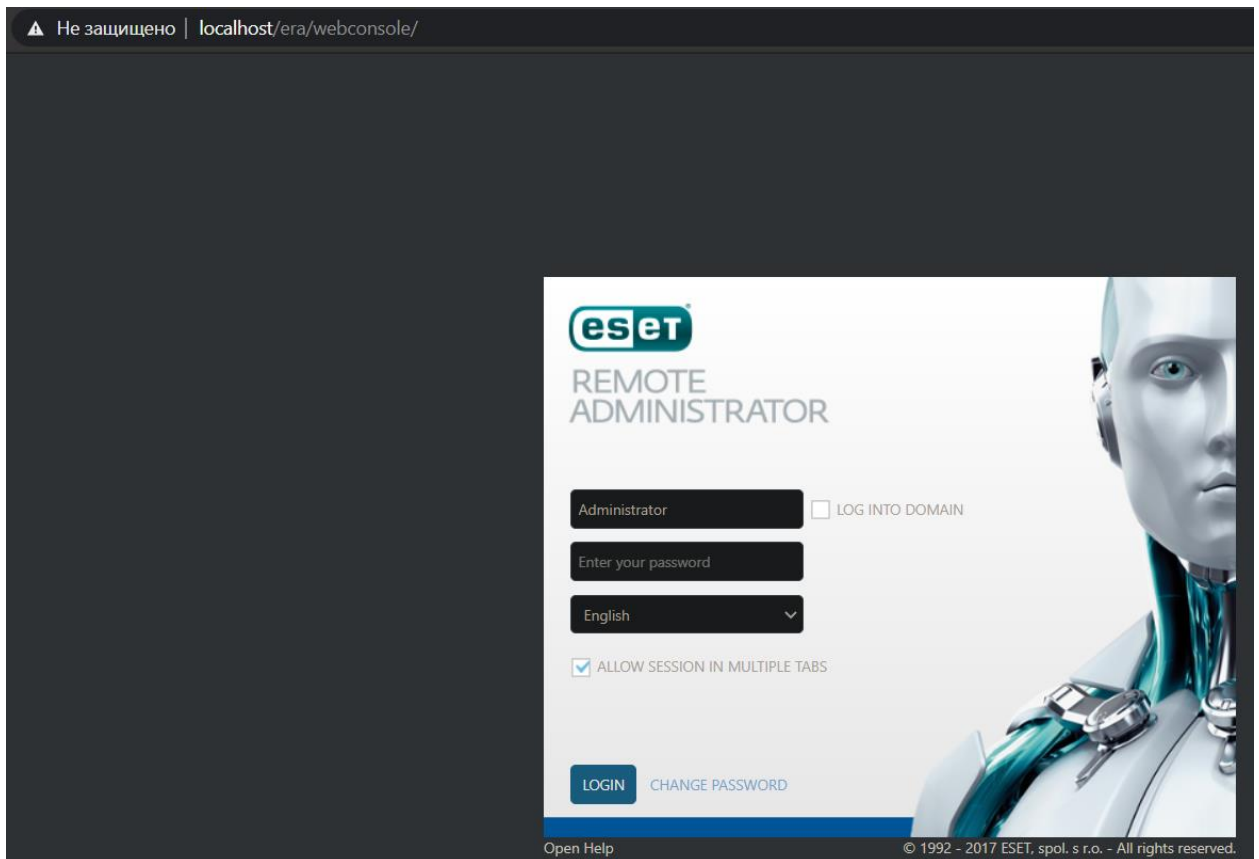 Не защищено | localhost/era/webconsole/
eseT
REMOTE
ADMINISTRATOR
Administrator
LOG INTO DOMAIN
Enter your password
English
ALLOW SESSION IN MULTIPLE TABS
LOGIN CHANGE PASSWORD
Open Help © 1992 - 2017 ESET, spol. s r.o. - All rights reserved.